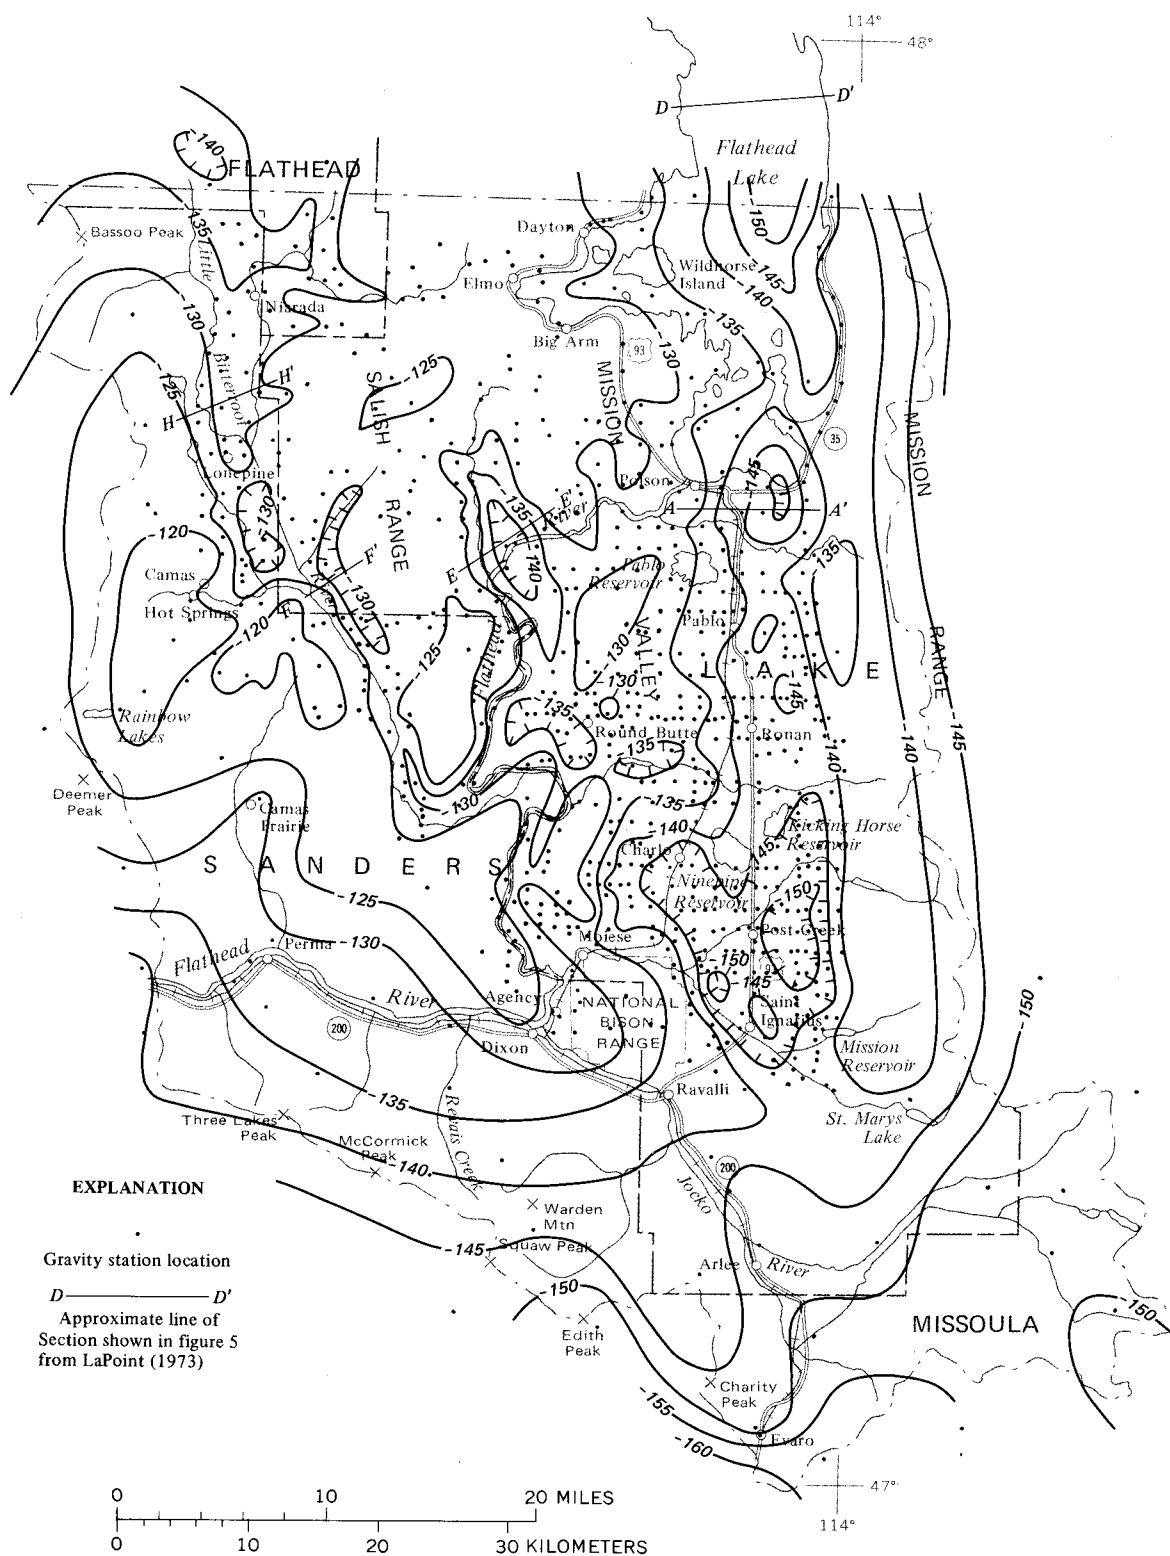 114°
48°
D
D'
Flathead
Lake
-140
FLATHEAD
-150
Bassoo Peak
-135
Little
Dayton
Wildhorse
Island
-145
-140
Elmo
Niarada
-130
-135
Big Arm
93
-130
-125
Bitterroot
H
H'
-125
SALISH
RANGE
MISSION
VALLEY
MISSION
RANGE
35
Lonepine
-130
Polson
-145
A
A'
-135
E'
River
-120
-140
E
F'
Pablo
Reservoir
-135
Camas
Hot Springs
River
F
-130
-120
Pablo
-125
Flathead
-130
-130
L A K E
-145
-135
Rainbow
Lakes
Round Butte
Ronan
-135
-140
-140
-145
Deemer
Peak
-130
-135
Camas
Prairie
-140
Kicking Horse
Reservoir
S A N D E R S
Charlo
-145
Ninepipe
Reservoir
-150
-125
Post Creek
Perma
-130
Moiese
Flathead
-150
-145
River
Agency
NATIONAL
BISON
RANGE
Saint
Ignatius
-150
200
Dixon
Mission
Reservoir
Ravalli
-135
Revais Creek
St. Marys
Lake
Three Lakes
Peak
McCormick
Peak
-140
200
EXPLANATION
Jocko
Warden
Mtn
Gravity station location
-145
Squaw Peak
Arlee
River
D
D'
-150
Approximate line of
Section shown in figure 5
from LaPoint (1973)
Edith
Peak
MISSOULA
-150
Charity
Peak
-155
-160
Evaro
47°
114°
0 10 20 MILES
0 10 20 30 KILOMETERS